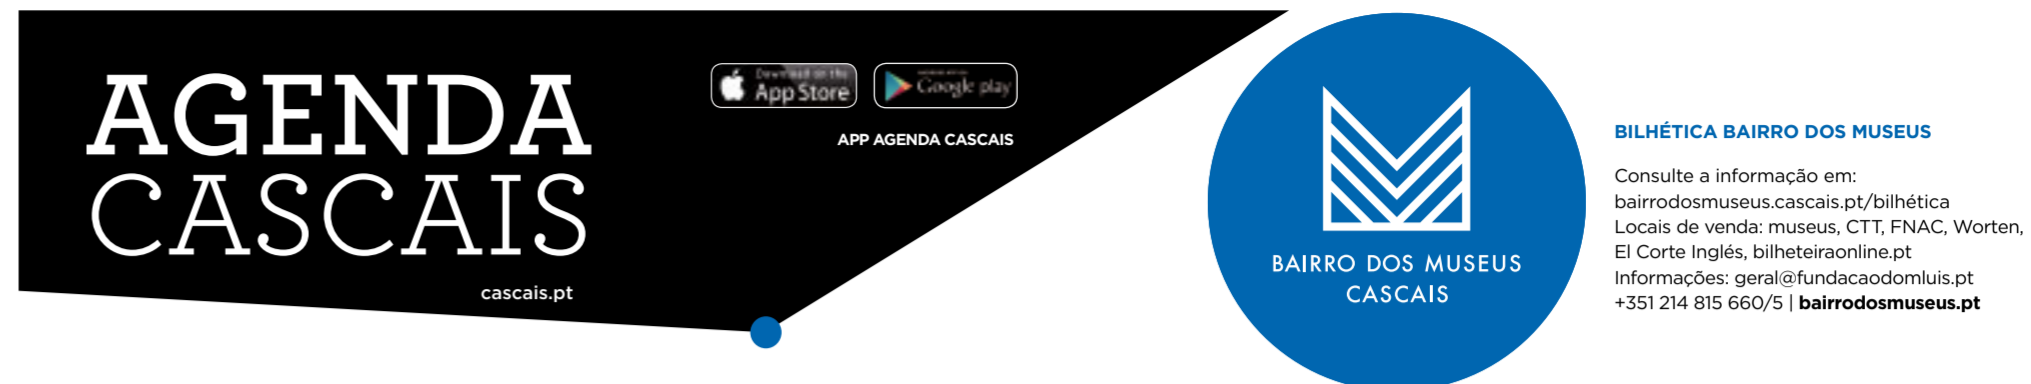 AGENDA
CASCAIS
cascais.pt
Download on the
App Store
Google play
APP AGENDA CASCAIS
BAIRRO DOS MUSEUS
CASCAIS
BILHÉTICA BAIRRO DOS MUSEUS
Consulte a informação em:
bairrodosmuseus.cascais.pt/bilhética
Locais de venda: museus, CTT, FNAC, Worten,
El Corte Inglés, bilheteiraonline.pt
Informações: geral@fundacaodomluis.pt
+351 214 815 660/5 | bairrodosmuseus.pt